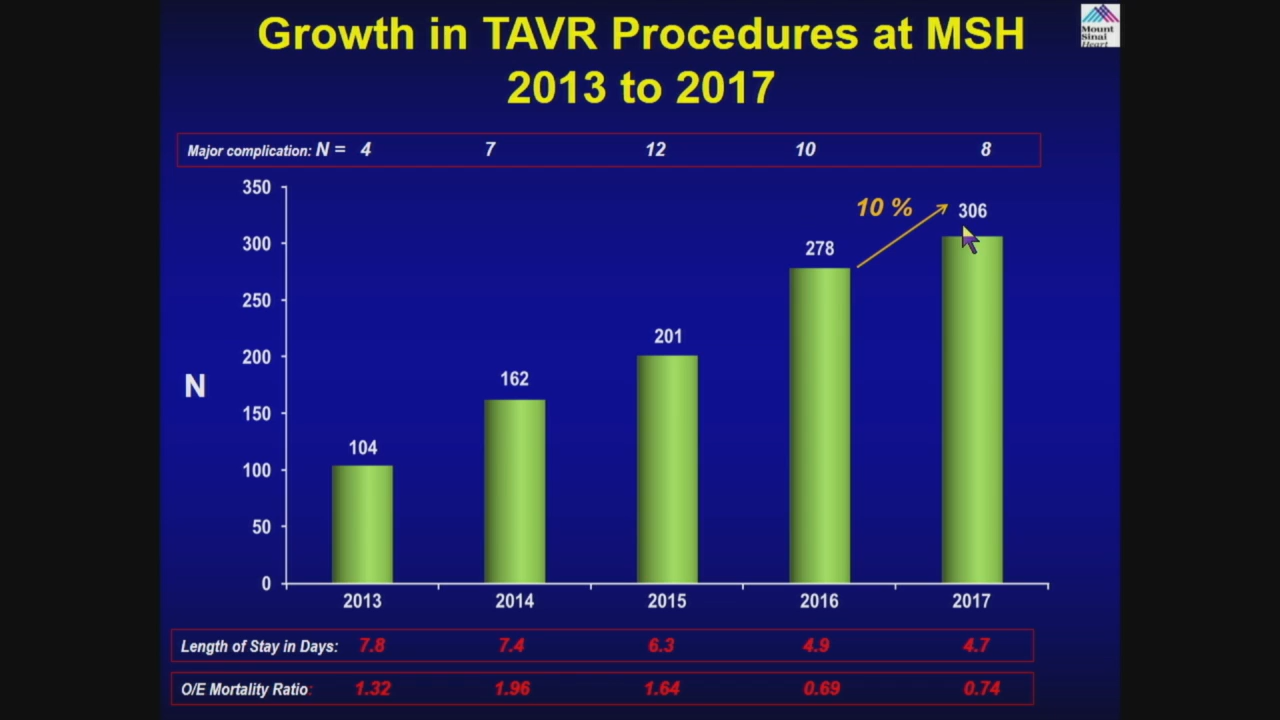 Growth in TAVR Procedures at MSH
2013 to 2017
Mount
Sinai
Heart
Major complication: N = 4 7 12 10 8
350
300
250
200
150
100
50
0
N
104
162
201
278
10 %
306
2013 2014 2015 2016 2017
Length of Stay in Days: 7.8 7.4 6.3 4.9 4.7
O/E Mortality Ratio: 1.32 1.96 1.64 0.69 0.74